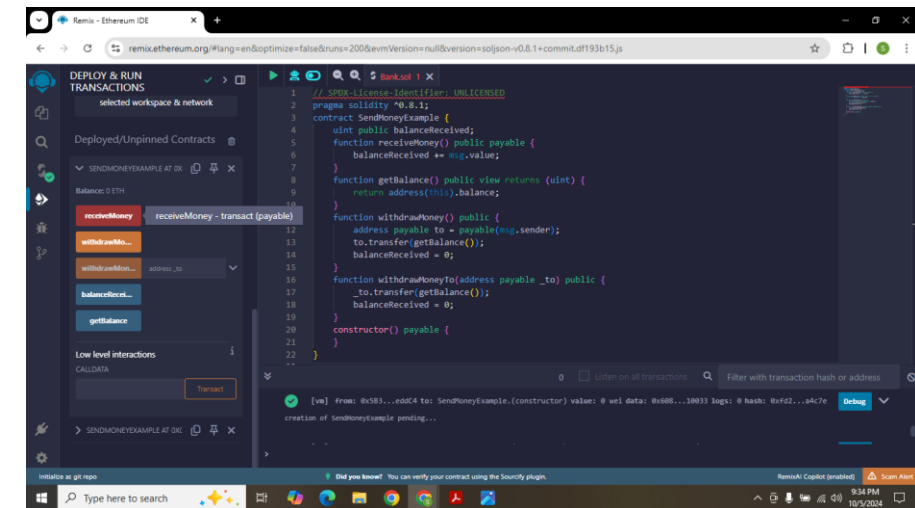 Remix - Ethereum IDE
remix.ethereum.org/#lang=en&optimize=false&runs=200&evmVersion=null&version=soljson-v0.8.1+commit.df193b15.js
DEPLOY & RUN
TRANSACTIONS
selected workspace & network
Deployed/Unpinned Contracts
SENDMONEYEXAMPLE AT 0X
Balance: 0 ETH
receiveMoney
receiveMoney - transact (payable)
withdrawMo...
withdrawMon...
address _to
balanceRecei...
getBalance
Low level interactions
i
CALLDATA
Transact
SENDMONEYEXAMPLE AT 0X
Bank.sol 1
1 // SPDX-License-Identifier: UNLICENSED
2 pragma solidity ^0.8.1;
3 contract SendMoneyExample {
4 uint public balanceReceived;
5 function receiveMoney() public payable {
6 balanceReceived += msg.value;
7 }
8 function getBalance() public view returns (uint) {
9 return address(this).balance;
}
function withdrawMoney() public {
12 address payable to = payable(msg.sender);
13 to.transfer(getBalance());
14 balanceReceived = 0;
15 }
16 function withdrawMoneyTo(address payable _to) public {
17 _to.transfer(getBalance());
18 balanceReceived = 0;
19 }
20 constructor() payable {
21 }
22 }
0
Listen on all transactions
Filter with transaction hash or address
[vm] from: 0x5B3...eddC4 to: SendMoneyExample.(constructor) value: 0 wei data: 0x608...10033 logs: 0 hash: 0xfd2...a4c7e
Debug
creation of SendMoneyExample pending...
>
Initialize as git repo
Did you know? You can verify your contract using the Sourcify plugin.
RemixAI Copilot (enabled)
Scam Alert
Type here to search
9:34 PM
10/5/2024